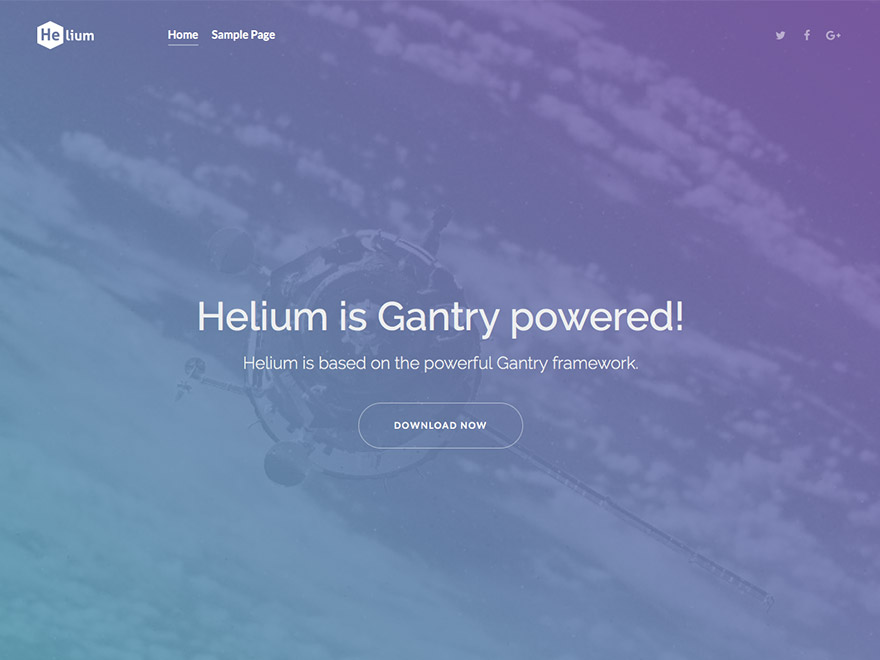 Helium
Home
Sample Page
G+
Helium is Gantry powered!
Helium is based on the powerful Gantry framework.
DOWNLOAD NOW